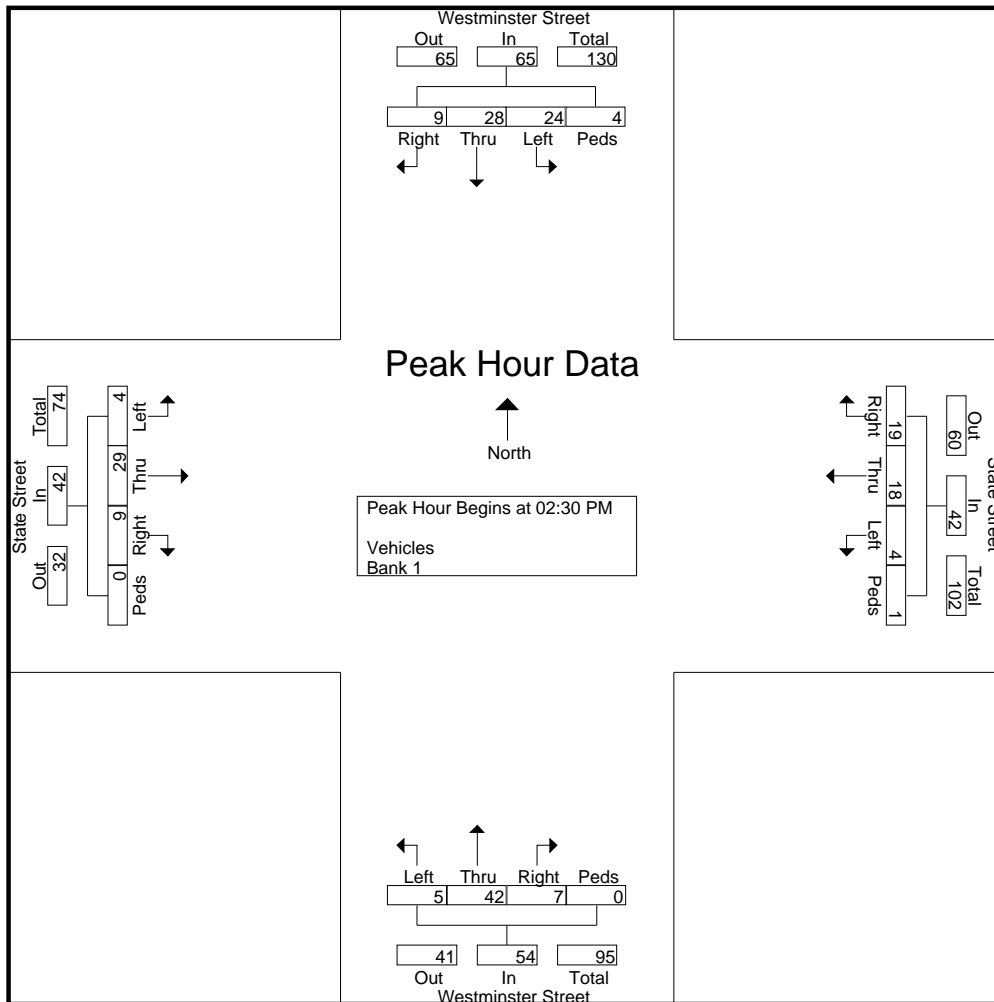 Westminster Street
Out In Total
65 65 130
9 28 24 4
Right Thru Left Peds
Peak Hour Data
North
Peak Hour Begins at 02:30 PM
Vehicles
Bank 1
State Street
Total In Out
74 42 32
4 29 9 0
Left Thru Right Peds
Right Thru Left Peds
19 18 4 1
Out In Total
60 42 102
State Street
Left Thru Right Peds
5 42 7 0
41 54 95
Out In Total
Westminster Street